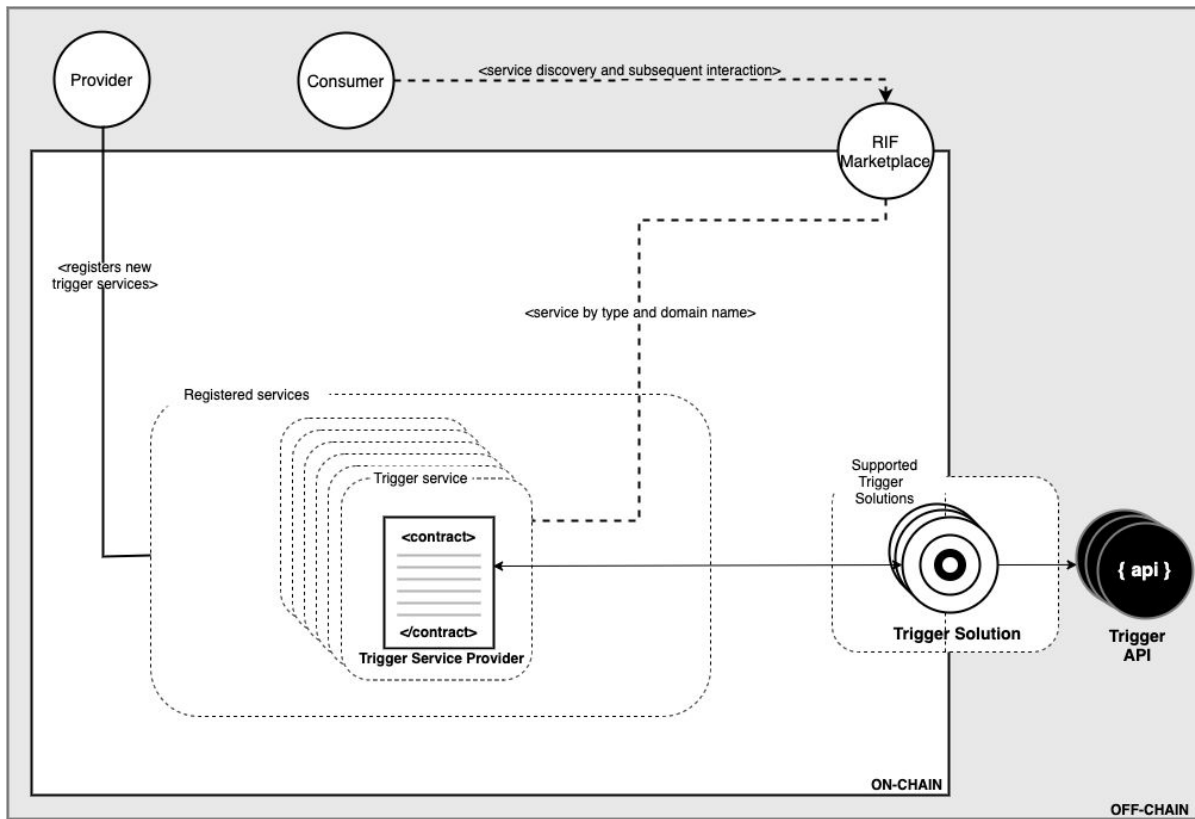 Provider
Consumer
<service discovery and subsequent interaction>
RIF
Marketplace
<registers new
trigger services>
<service by type and domain name>
Registered services
Trigger service
<contract>
</contract>
Trigger Service Provider
Supported
Trigger
Solutions
Trigger Solution
{ api }
Trigger
API
ON-CHAIN
OFF-CHAIN